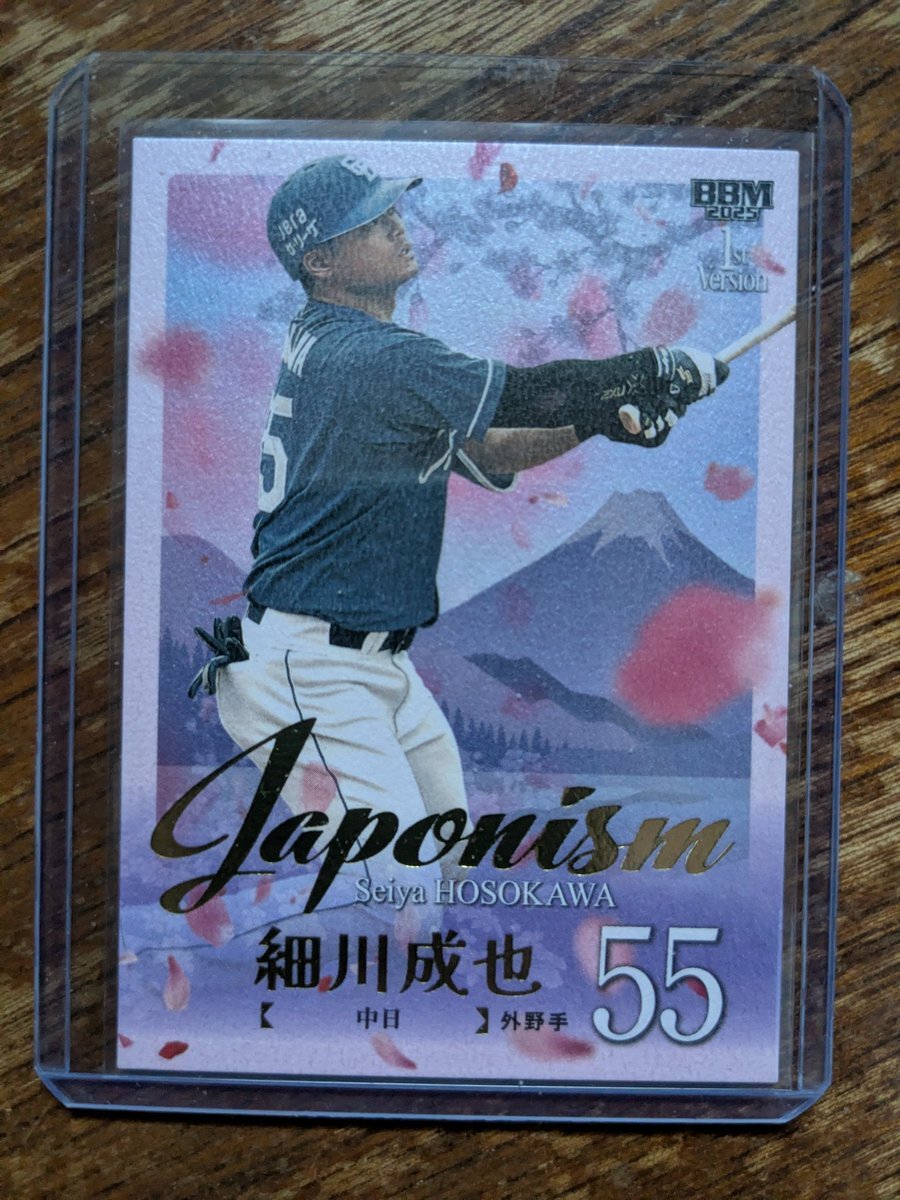 BBM
2025
1st
Version
Japonism
Seiya HOSOKAWA
細川成也
【 中日 】外野手 55